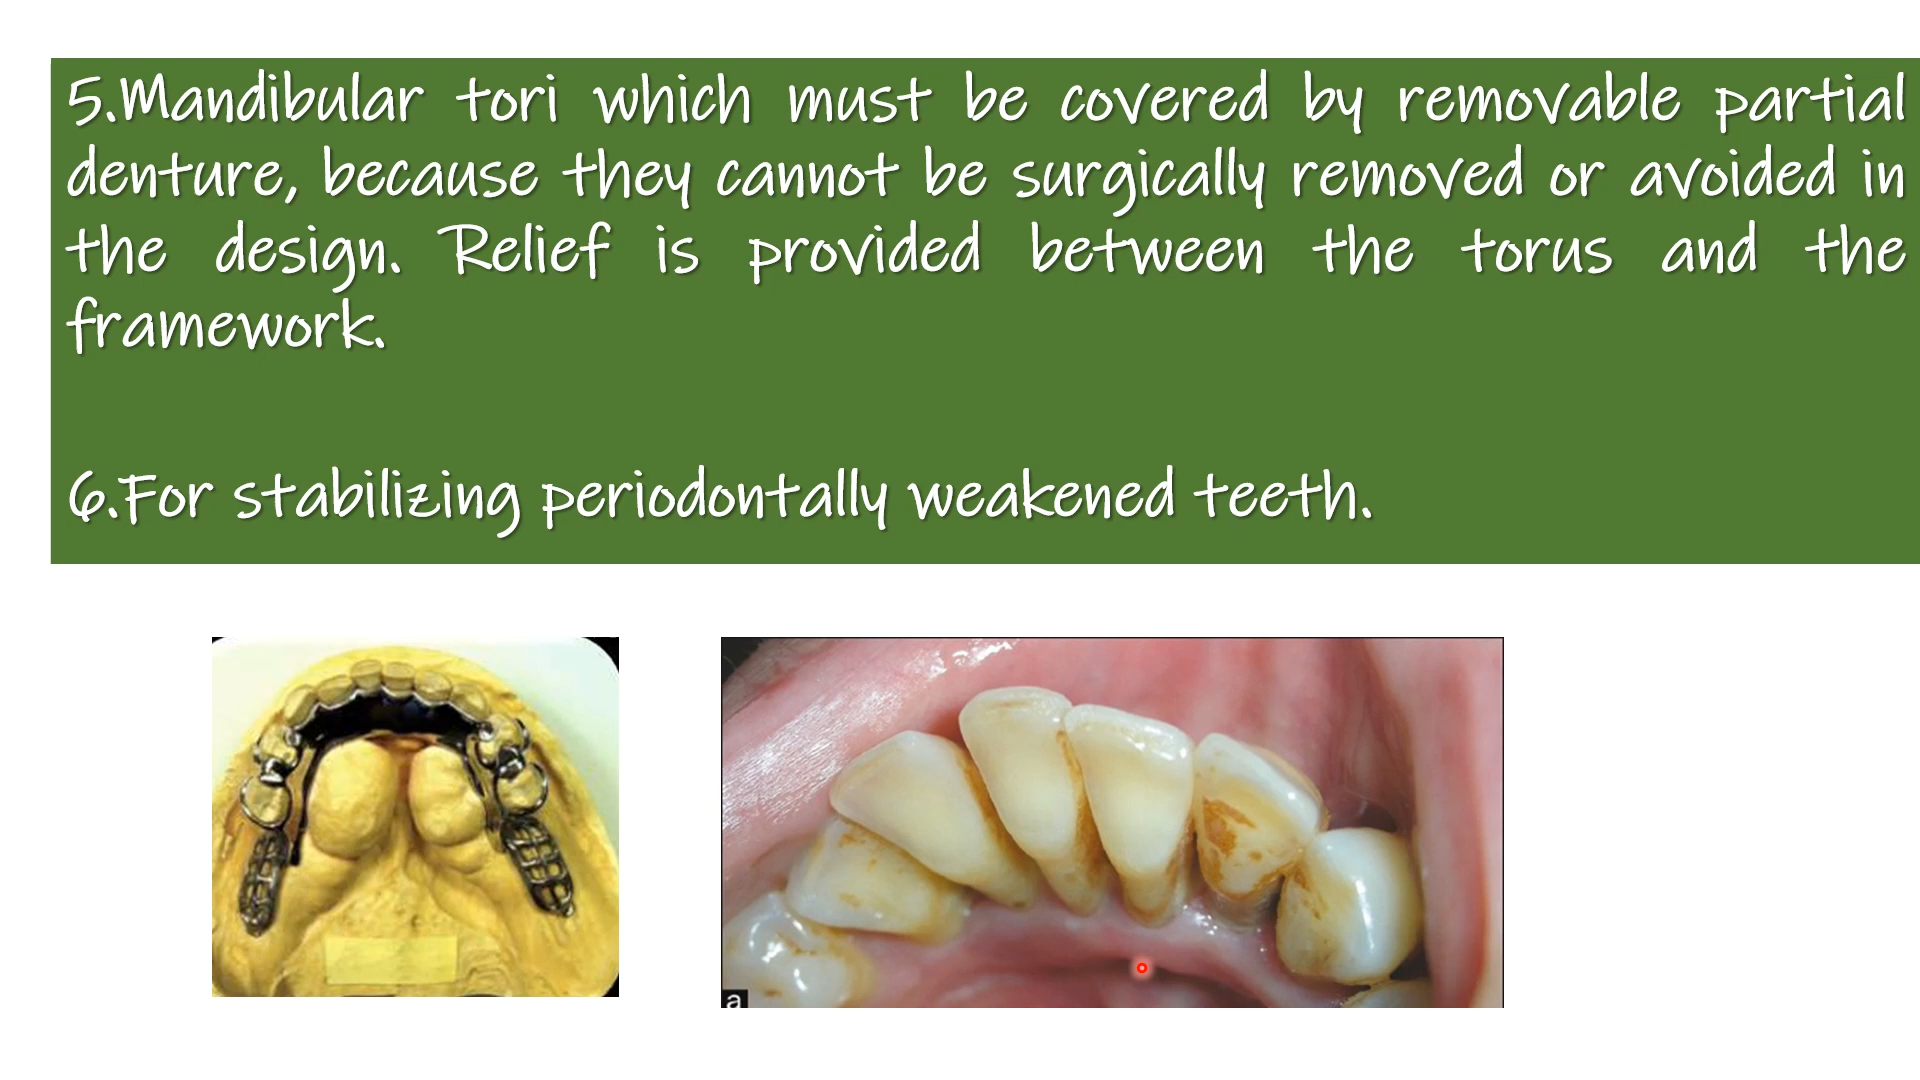 5.Mandibular tori which must be covered by removable partial
denture, because they cannot be surgically removed or avoided in
the design. Relief is provided between the torus and the
framework.
6.For stabilizing periodontally weakened teeth.
a